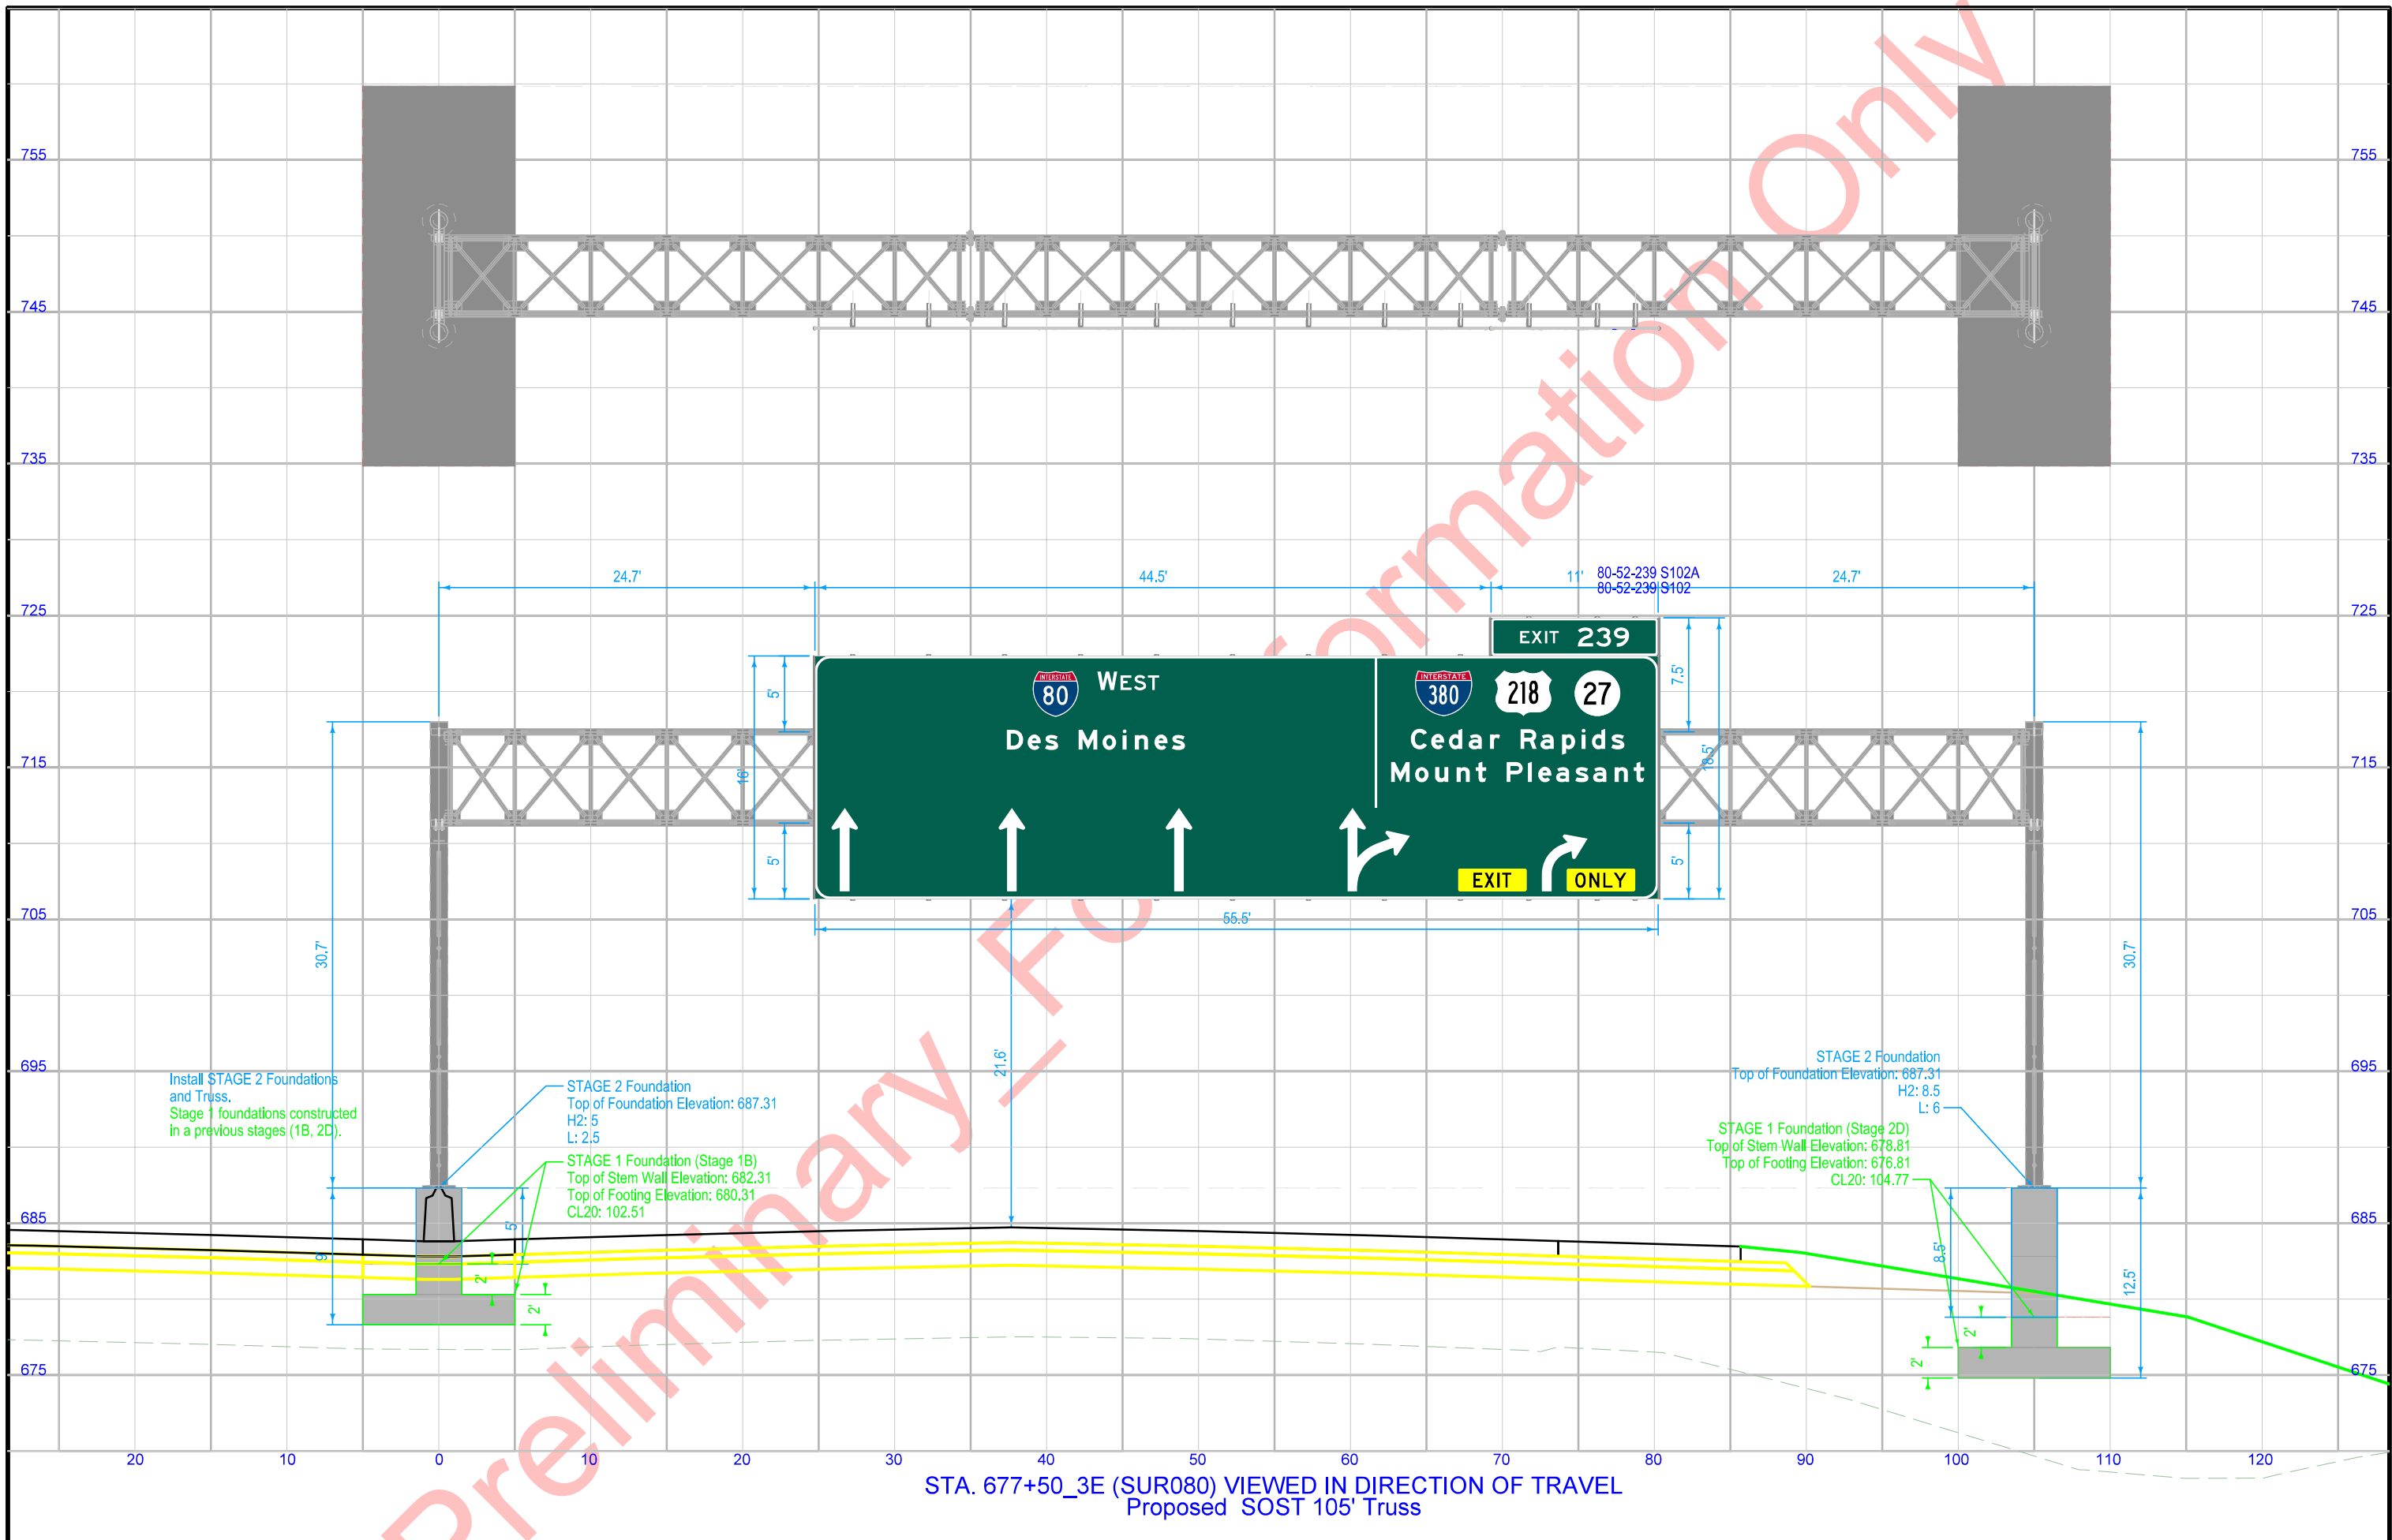 Preliminary_For Information Only
755 755
745 745
735 735
24.7' 44.5' 11' 80-52-239 S102A 24.7'
80-52-239 S102
725 725
EXIT 239
INTERSTATE 80 WEST INTERSTATE 380 218 27
5' 7.5'
Des Moines Cedar Rapids
Mount Pleasant
715 16' 18.5' 715
5' 5'
EXIT ONLY
705 55.5' 705
30.7' 30.7'
21.6'
695 695
Install STAGE 2 Foundations
and Truss.
Stage 1 foundations constructed
in a previous stages (1B, 2D).
STAGE 2 Foundation
Top of Foundation Elevation: 687.31
H2: 5
L: 2.5
STAGE 1 Foundation (Stage 1B)
Top of Stem Wall Elevation: 682.31
Top of Footing Elevation: 680.31
CL20: 102.51
STAGE 2 Foundation
Top of Foundation Elevation: 687.31
H2: 8.5
L: 6
STAGE 1 Foundation (Stage 2D)
Top of Stem Wall Elevation: 678.81
Top of Footing Elevation: 676.81
CL20: 104.77
685 5' 685
9' 8.5' 12.5'
2' 2'
2' 2'
675 675
20 10 0 10 20 30 40 50 60 70 80 90 100 110 120
STA. 677+50_3E (SUR080) VIEWED IN DIRECTION OF TRAVEL
Proposed SOST 105' Truss